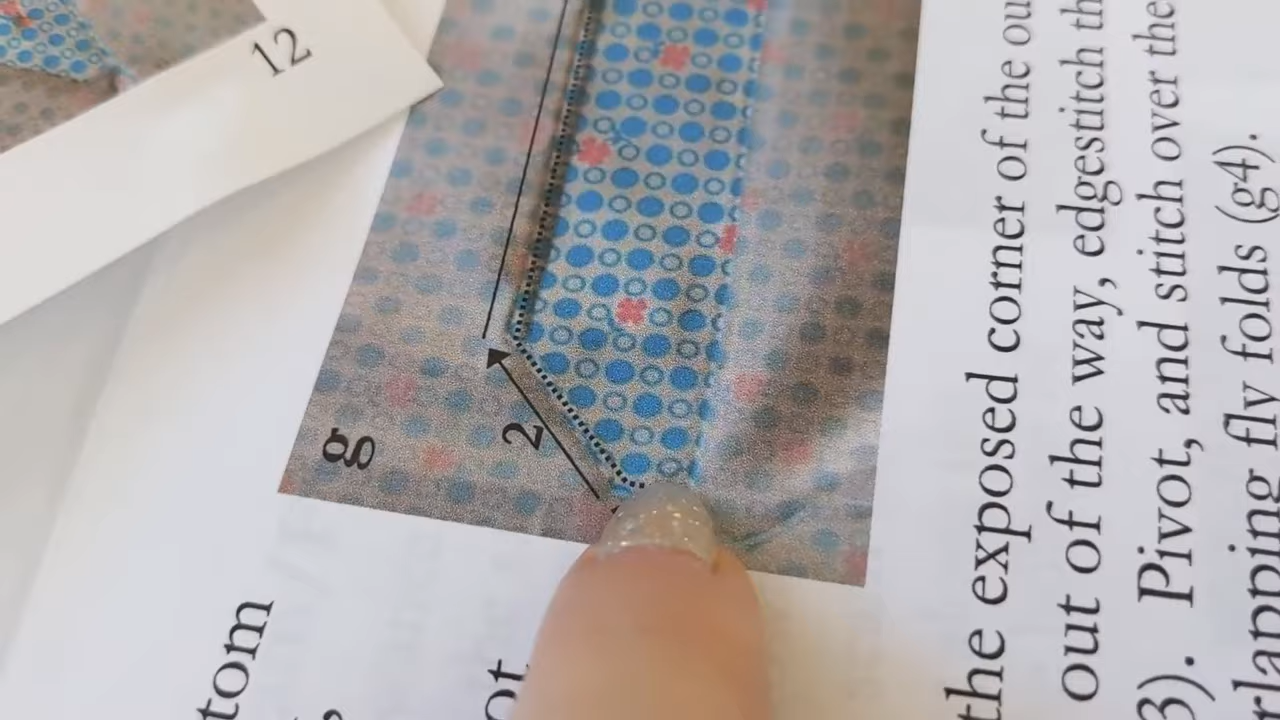 12
g
2
tom
the exposed corner of the ou
out of the way, edgestitch th
3). Pivot, and stitch over the
rlapping fly folds (g4).